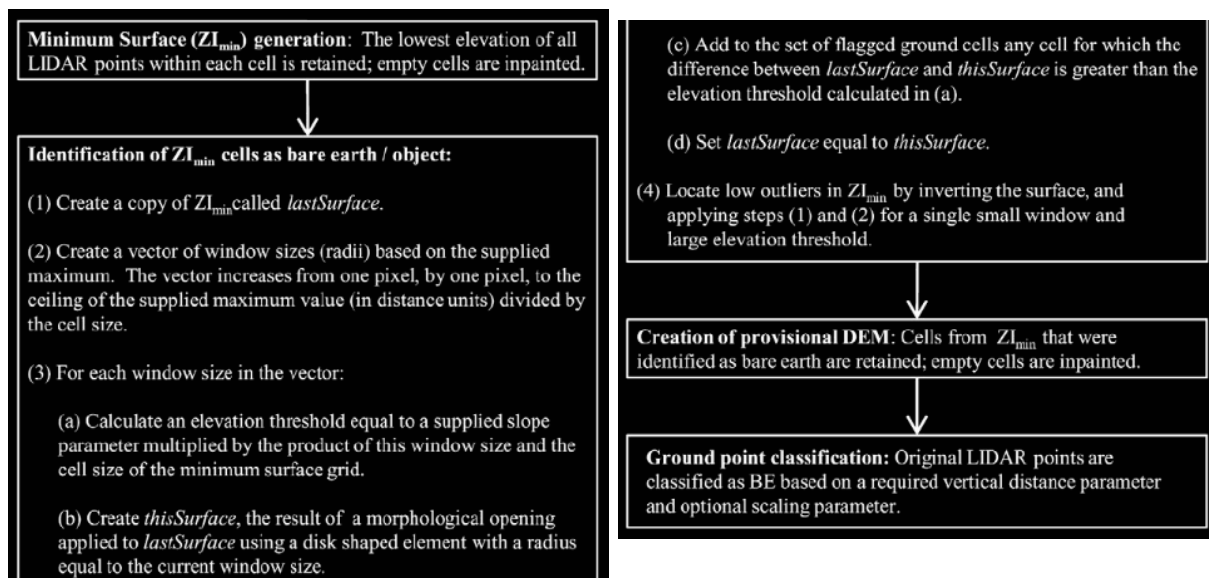 Minimum Surface (ZImin) generation: The lowest elevation of all
LIDAR points within each cell is retained; empty cells are inpainted.
Identification of ZImin cells as bare earth / object:
(1) Create a copy of ZImincalled lastSurface.
(2) Create a vector of window sizes (radii) based on the supplied
maximum. The vector increases from one pixel, by one pixel, to the
ceiling of the supplied maximum value (in distance units) divided by
the cell size.
(3) For each window size in the vector:
(a) Calculate an elevation threshold equal to a supplied slope
parameter multiplied by the product of this window size and the
cell size of the minimum surface grid.
(b) Create thisSurface, the result of a morphological opening
applied to lastSurface using a disk shaped element with a radius
equal to the current window size.
(c) Add to the set of flagged ground cells any cell for which the
difference between lastSurface and thisSurface is greater than the
elevation threshold calculated in (a).
(d) Set lastSurface equal to thisSurface.
(4) Locate low outliers in ZImin by inverting the surface, and
applying steps (1) and (2) for a single small window and
large elevation threshold.
Creation of provisional DEM: Cells from ZImin that were
identified as bare earth are retained; empty cells are inpainted.
Ground point classification: Original LIDAR points are
classified as BE based on a required vertical distance parameter
and optional scaling parameter.